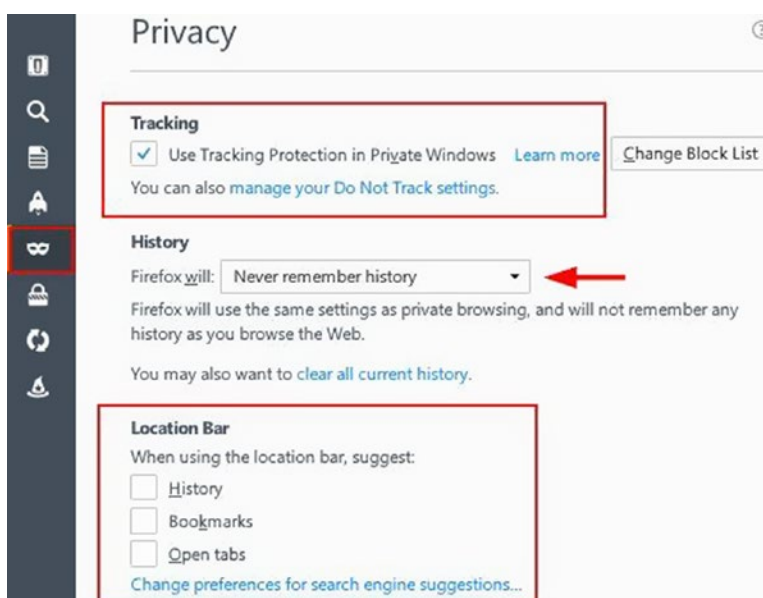 Privacy
Tracking
Use Tracking Protection in Private Windows Learn more Change Block List
You can also manage your Do Not Track settings.
History
Firefox will: Never remember history
Firefox will use the same settings as private browsing, and will not remember any
history as you browse the Web.
You may also want to clear all current history.
Location Bar
When using the location bar, suggest:
History
Bookmarks
Open tabs
Change preferences for search engine suggestions...